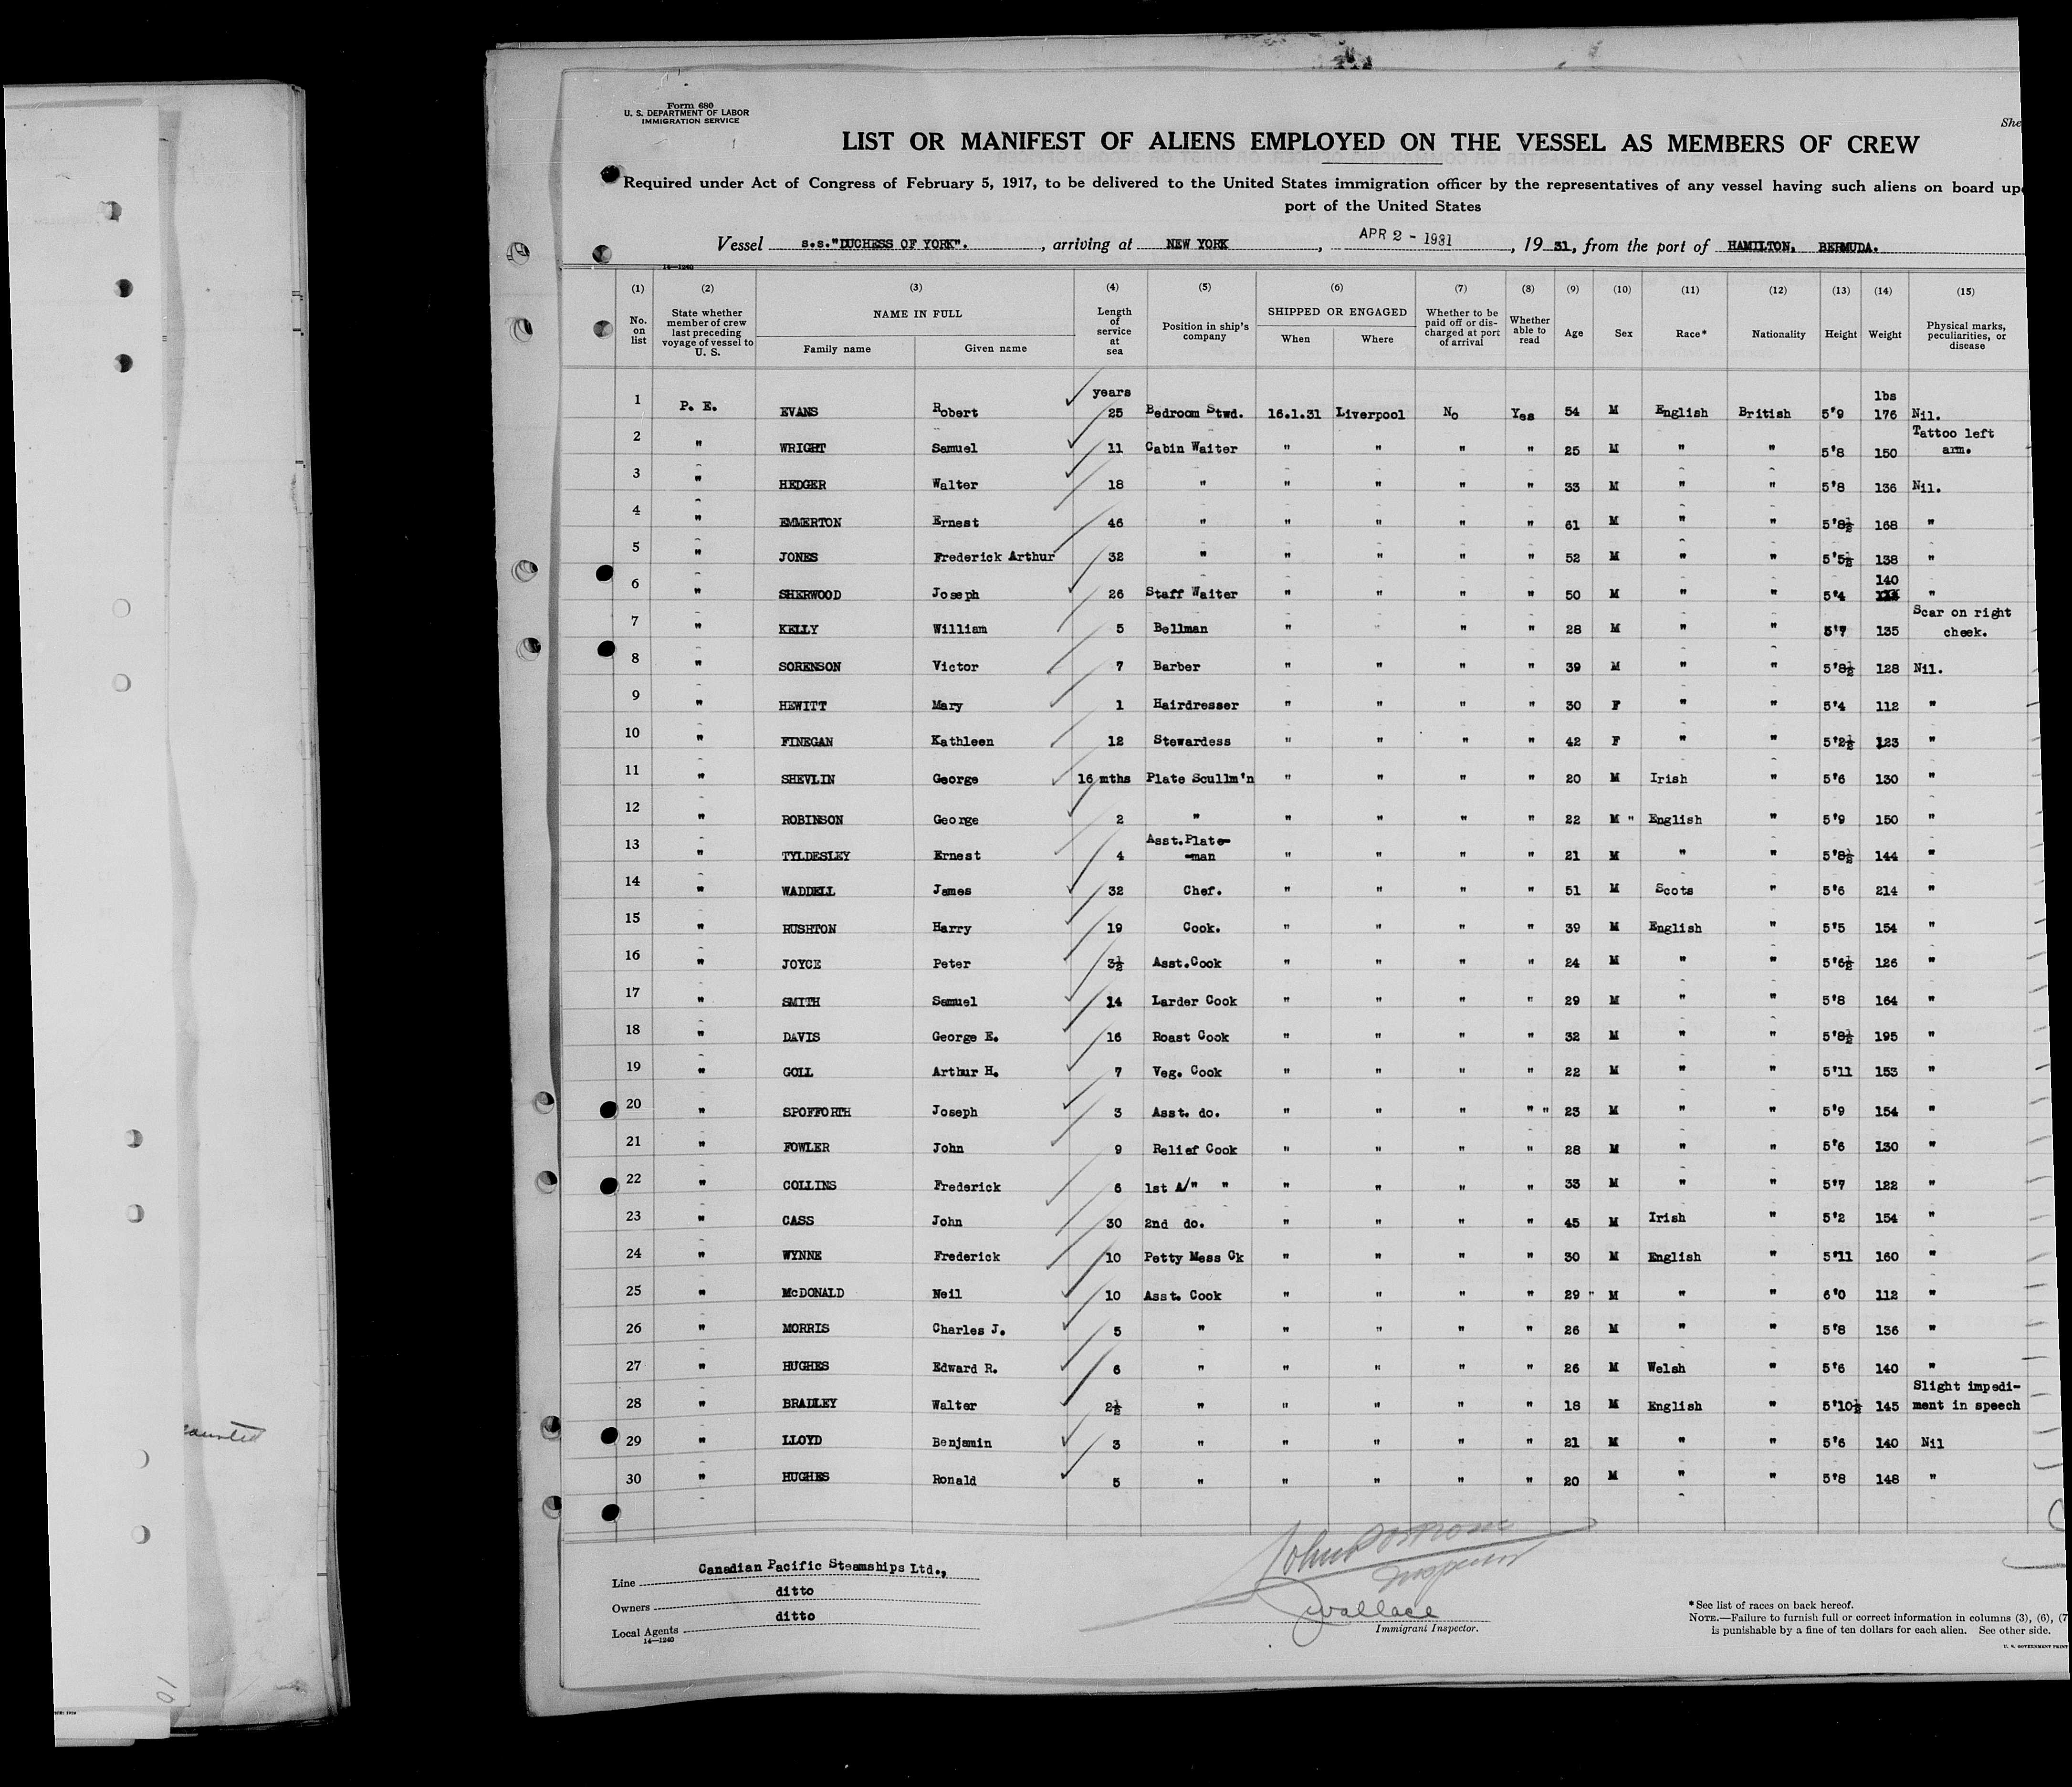 Form 680
U. S. DEPARTMENT OF LABOR
IMMIGRATION SERVICE
She
LIST OR MANIFEST OF ALIENS EMPLOYED ON THE VESSEL AS MEMBERS OF CREW
Required under Act of Congress of February 5, 1917, to be delivered to the United States immigration officer by the representatives of any vessel having such aliens on board up
port of the United States
Vessel s.s."DUCHESS OF YORK"., arriving at NEW YORK, APR 2 - 1931, 19 31, from the port of HAMILTON, BERMUDA.
14—1240
(1) (2) (3) (4) (5) (6) (7) (8) (9) (10) (11) (12) (13) (14) (15)
No. on list State whether member of crew last preceding voyage of vessel to U. S. NAME IN FULL Family name Given name Length of service at sea Position in ship's company SHIPPED OR ENGAGED When Where Whether to be paid off or discharged at port of arrival Whether able to read Age Sex Race* Nationality Height Weight Physical marks, peculiarities, or disease
years lbs
1 P. E. EVANS Robert 25 Bedroom Stwd. 16.1.31 Liverpool No Yes 54 M English British 5'9 176 Nil.
2 " WRIGHT Samuel 11 Cabin Waiter " " " " 25 M " " 5'8 150 Tattoo left arm.
3 " HEDGER Walter 18 " " " " " 33 M " " 5'8 136 Nil.
4 " EMMERTON Ernest 46 " " " " " 61 M " " 5'8½ 168 "
5 " JONES Frederick Arthur 32 " " " " " 52 M " " 5'5½ 138 "
6 " SHERWOOD Joseph 26 Staff Waiter " " " " 50 M " " 5'4 140 "
7 " KELLY William 5 Bellman " " " " 28 M " " 5'7 135 Scar on right cheek.
8 " SORENSON Victor 7 Barber " " " " 39 M " " 5'8½ 128 Nil.
9 " HEWITT Mary 1 Hairdresser " " " " 30 F " " 5'4 112 "
10 " FINEGAN Kathleen 12 Stewardess " " " " 42 F " " 5'2½ 123 "
11 " SHEVLIN George 16 mths Plate Scullm'n " " " " 20 M Irish " 5'6 130 "
12 " ROBINSON George 2 " " " " " 22 M " English " 5'9 150 "
13 " TYLDESLEY Ernest 4 Asst.Plate--man " " " " 21 M " " 5'8½ 144 "
14 " WADDELL James 32 Chef. " " " " 51 M Scots " 5'6 214 "
15 " RUSHTON Harry 19 Cook. " " " " 39 M English " 5'5 154 "
16 " JOYCE Peter 3½ Asst.Cook " " " " 24 M " " 5'6½ 126 "
17 " SMITH Samuel 14 Larder Cook " " " " 29 M " " 5'8 164 "
18 " DAVIS George E. 16 Roast Cook " " " " 32 M " " 5'8½ 195 "
19 " GOLL Arthur H. 7 Veg. Cook " " " " 22 M " " 5'11 153 "
20 " SPOFFORTH Joseph 3 Asst. do. " " " " " 23 M " " 5'9 154 "
21 " FOWLER John 9 Relief Cook " " " " 28 M " " 5'6 130 "
22 " COLLINS Frederick 6 1st A/" " " " " " 33 M " " 5'7 122 "
23 " CASS John 30 2nd do. " " " " 45 M Irish " 5'2 154 "
24 " WYNNE Frederick 10 Petty Mess Ck " " " " 30 M English " 5'11 160 "
25 " McDONALD Neil 10 Asst. Cook " " " " 29 " M " " 6'0 112 "
26 " MORRIS Charles J. 5 " " " " " 26 M " " 5'8 136 "
27 " HUGHES Edward R. 6 " " " " " 26 M Welsh " 5'6 140 "
28 " BRADLEY Walter 2½ " " " " " 18 M English " 5'10½ 145 Slight impedi-ment in speech
29 " LLOYD Benjamin 3 " " " " " 21 M " " 5'6 140 Nil
30 " HUGHES Ronald 5 " " " " " 20 M " " 5'8 148 "
Line Canadian Pacific Steamships Ltd.,
Owners ditto
Local Agents ditto
14—1240
Inspector
Wallace
Immigrant Inspector.
*See list of races on back hereof.
NOTE.—Failure to furnish full or correct information in columns (3), (6), (7
is punishable by a fine of ten dollars for each alien. See other side.
U. S. GOVERNMENT PRINT
10